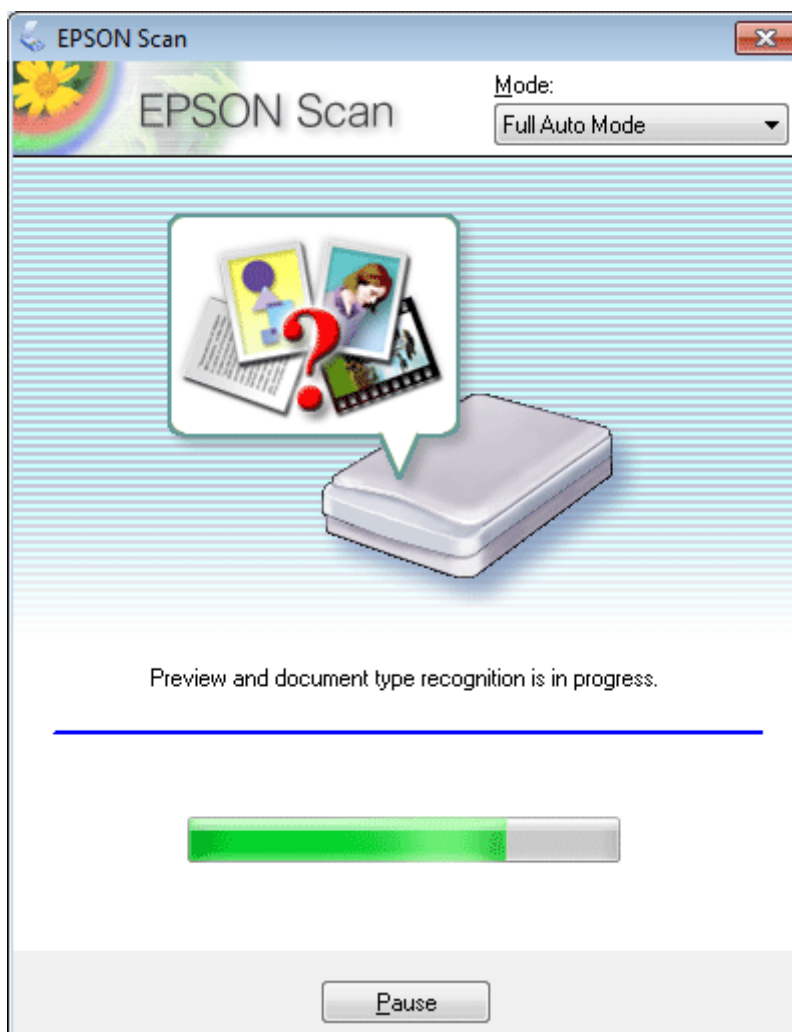 EPSON Scan
EPSON Scan
Mode:
Full Auto Mode
Preview and document type recognition is in progress.
Pause